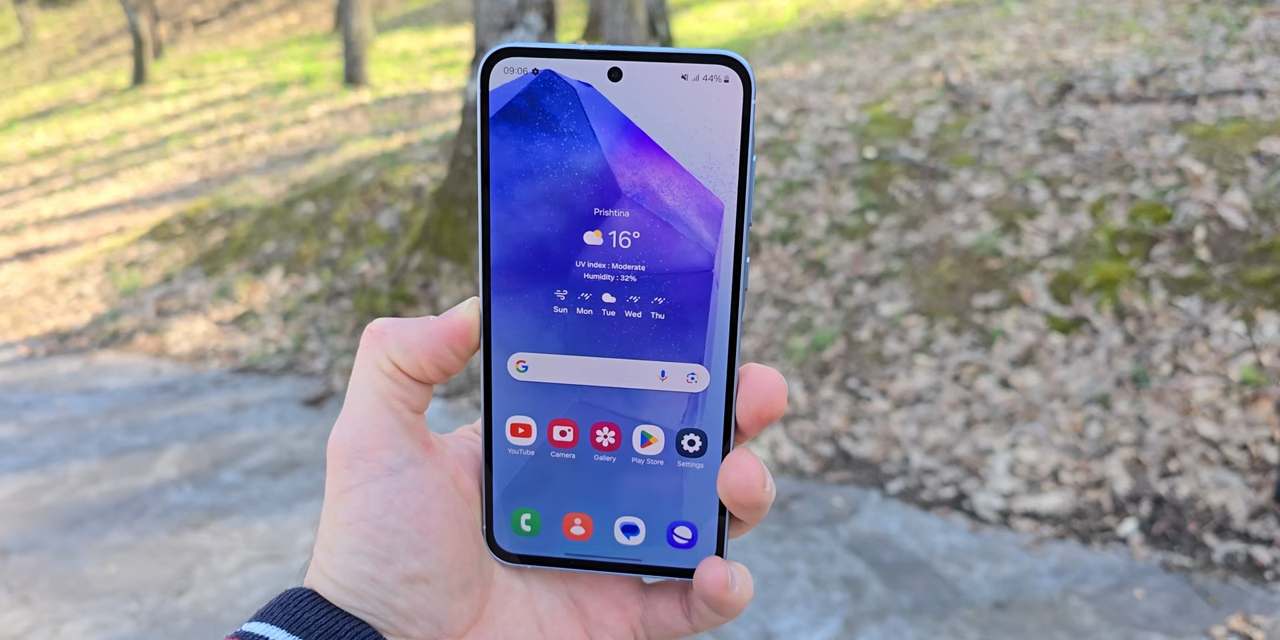 09:06 44%
Prishtina
16°
UV index : Moderate
Humidity : 32%
Sun Mon Tue Wed Thu
G
YouTube Camera Gallery Play Store Settings